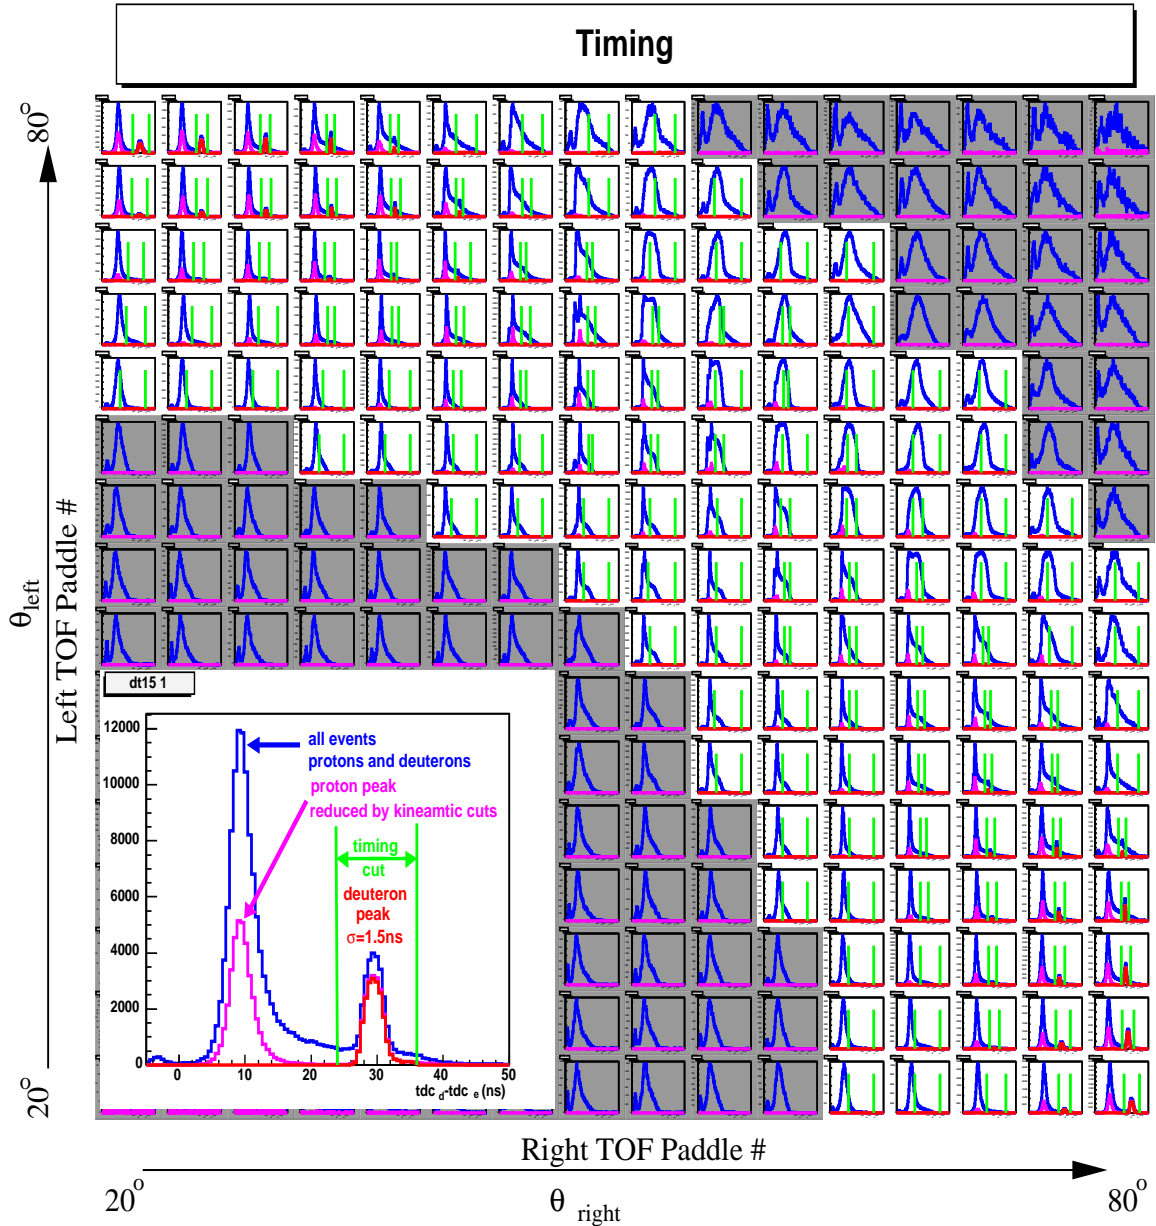 Timing
80°
θ left
Left TOF Paddle #
20°
dt15 1
12000
10000
8000
6000
4000
2000
0
all events
protons and deuterons
proton peak
reduced by kineamtic cuts
timing
cut
deuteron
peak
σ=1.5ns
0 10 20 30 40 50
tdc d-tdc e (ns)
Right TOF Paddle #
20° θ right 80°